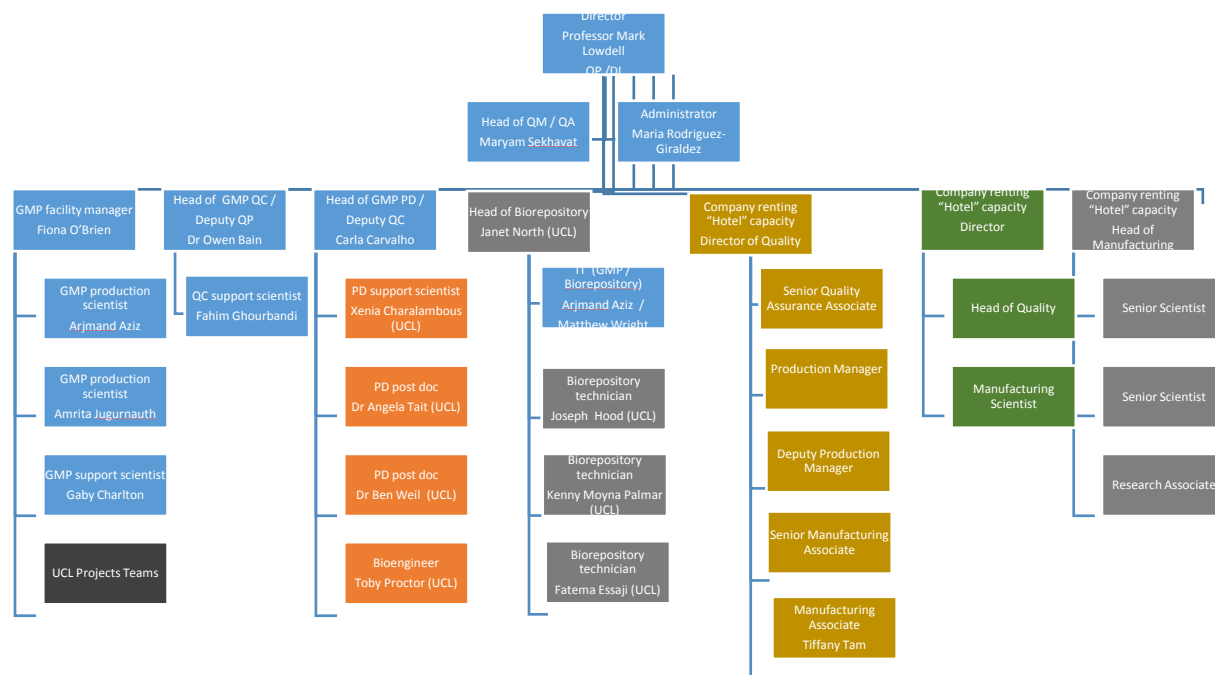 Director
Professor Mark
Lowdell
QP /DI
Head of QM / QA
Maryam Sekhavat
Administrator
Maria Rodriguez-
Giraldez
GMP facility manager
Fiona O’Brien
Head of  GMP QC /
Deputy QP
Dr Owen Bain
Head of GMP PD /
Deputy QC
Carla Carvalho
Head of Biorepository
Janet North (UCL)
Company renting
“Hotel” capacity
Director of Quality
Company renting
“Hotel” capacity
Director
Company renting
“Hotel” capacity
Head of
Manufacturing
GMP production
scientist
Arjmand Aziz
GMP production
scientist
Amrita Jugurnauth
GMP support scientist
Gaby Charlton
UCL Projects Teams
QC support scientist
Fahim Ghourbandi
PD support scientist
Xenia Charalambous
(UCL)
PD post doc
Dr Angela Tait (UCL)
PD post doc
Dr Ben Weil  (UCL)
Bioengineer
Toby Proctor (UCL)
IT  (GMP /
Biorepository)
Arjmand Aziz  /
Matthew Wright
Biorepository
technician
Joseph  Hood (UCL)
Biorepository
technician
Kenny Moyna Palmar
(UCL)
Biorepository
technician
Fatema Essaji (UCL)
Senior Quality
Assurance Associate
Production Manager
Deputy Production
Manager
Senior Manufacturing
Associate
Manufacturing
Associate
Tiffany Tam
Head of Quality
Manufacturing
Scientist
Senior Scientist
Senior Scientist
Research Associate